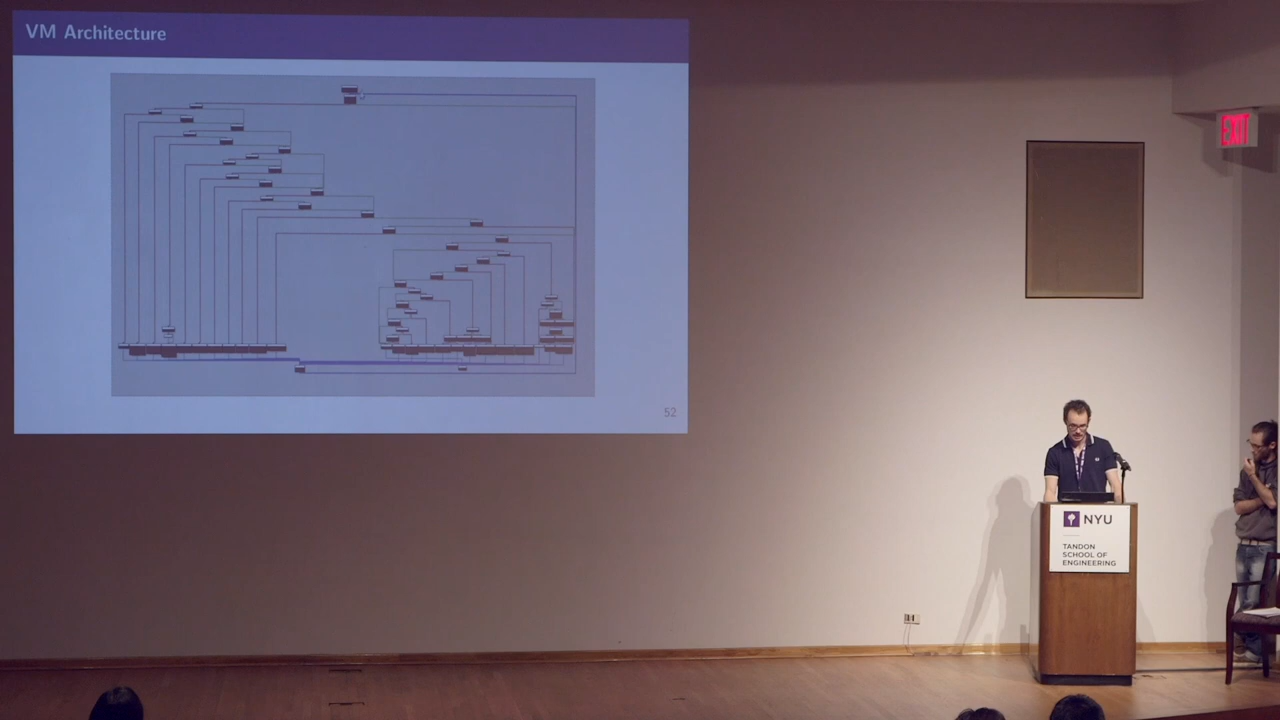 VM Architecture
52
EXIT
NYU
TANDON
SCHOOL OF
ENGINEERING